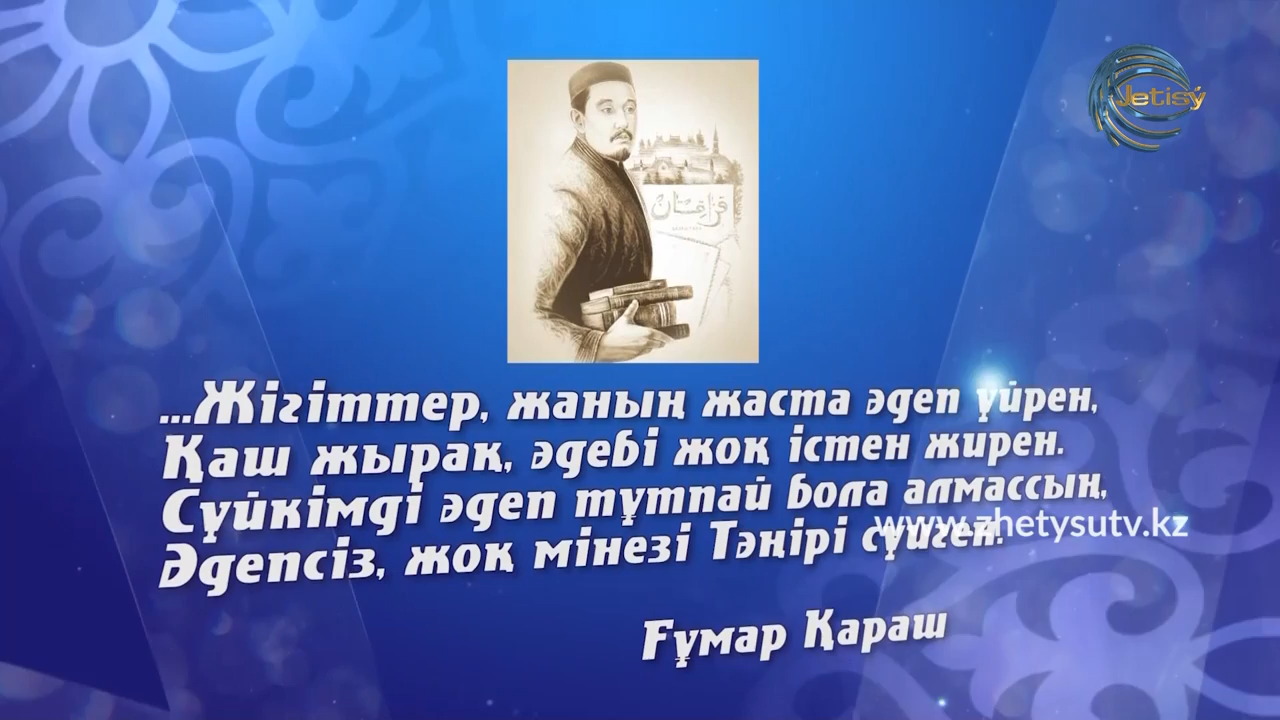 Jetisý
قزاقستان
...Жігіттер, жаның жаста әдеп үйрен,
Қаш жырақ, әдебі жоқ істен жирен.
Сүйкімді әдеп тұтпай бола алмассың,
Әдепсіз, жоқ мінезі Тәңірі сүйген.
www.zhetysutv.kz
Ғұмар Қараш